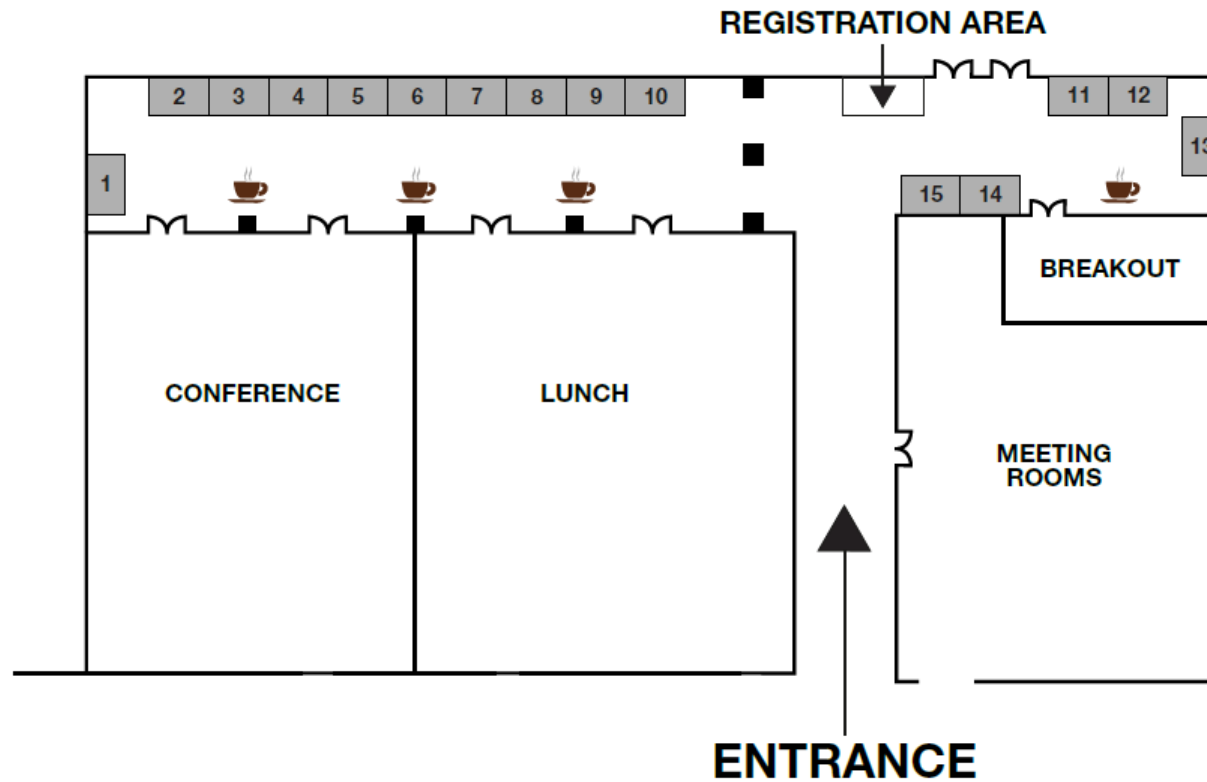 REGISTRATION AREA
2 3 4 5 6 7 8 9 10
11 12
13
1
15 14
BREAKOUT
CONFERENCE
LUNCH
MEETING
ROOMS
ENTRANCE